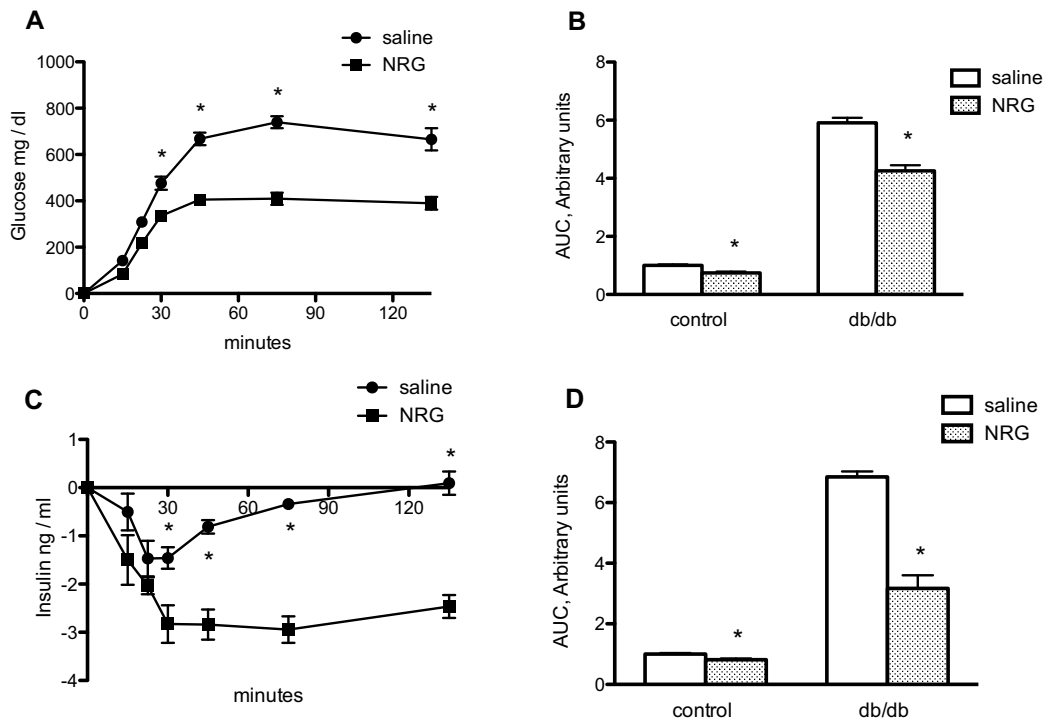 A
saline
NRG
1000
800
600
400
200
0
0 30 60 90 120
Glucose mg / dl
minutes
* * * *
B
saline
NRG
8
6
4
2
0
AUC, Arbitrary units
* *
control db/db
C
saline
NRG
1
0
-1
-2
-3
-4
30 60 90 120
Insulin ng / ml
minutes
* * * *
D
saline
NRG
8
6
4
2
0
AUC, Arbitrary units
* *
control db/db